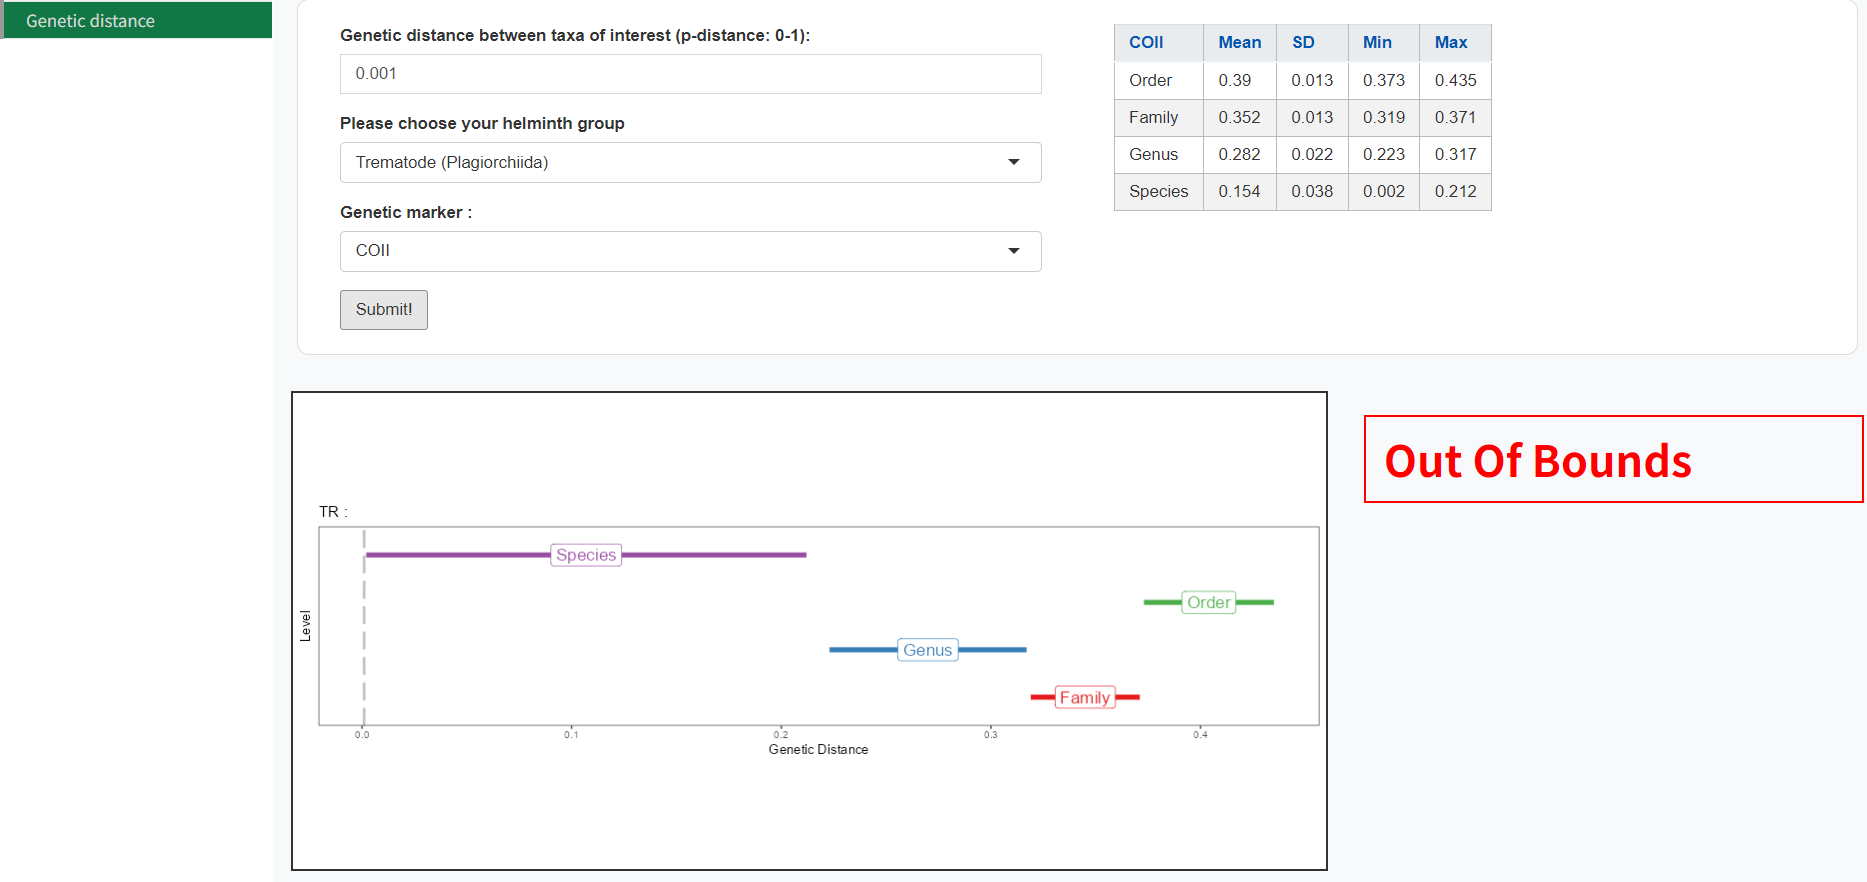 Genetic distance
Genetic distance between taxa of interest (p-distance: 0-1):
0.001
Please choose your helminth group
Trematode (Plagiorchiida)
Genetic marker :
COII
Submit!
COII Mean SD Min Max
Order 0.39 0.013 0.373 0.435
Family 0.352 0.013 0.319 0.371
Genus 0.282 0.022 0.223 0.317
Species 0.154 0.038 0.002 0.212
Out Of Bounds
TR :
Species
Order
Genus
Family
Level
0.0 0.1 0.2 0.3 0.4
Genetic Distance